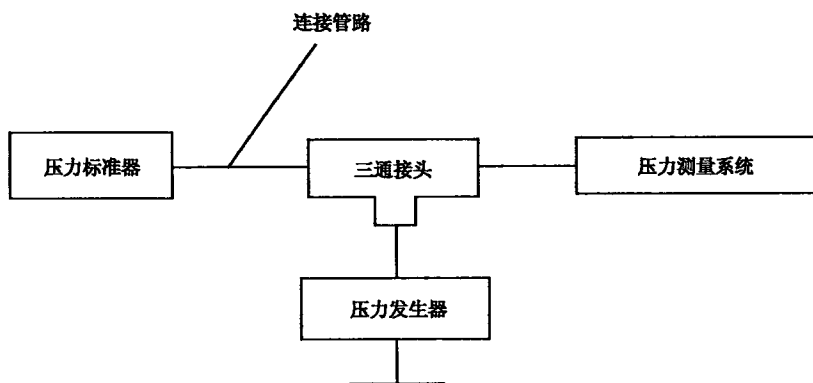 连接管路
压力标准器
三通接头
压力测量系统
压力发生器